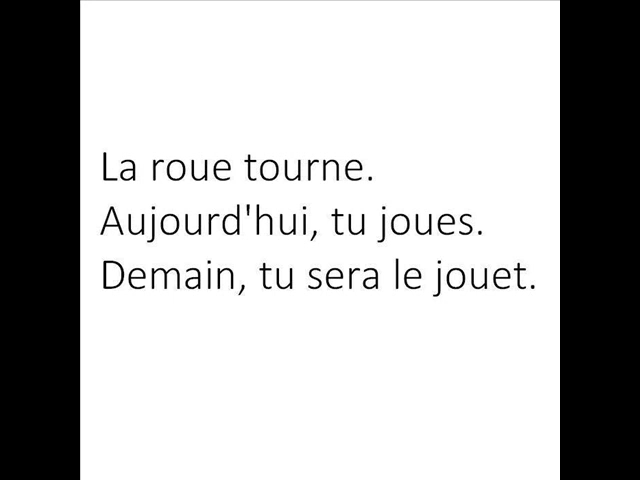 La roue tourne.
Aujourd'hui, tu joues.
Demain, tu sera le jouet.